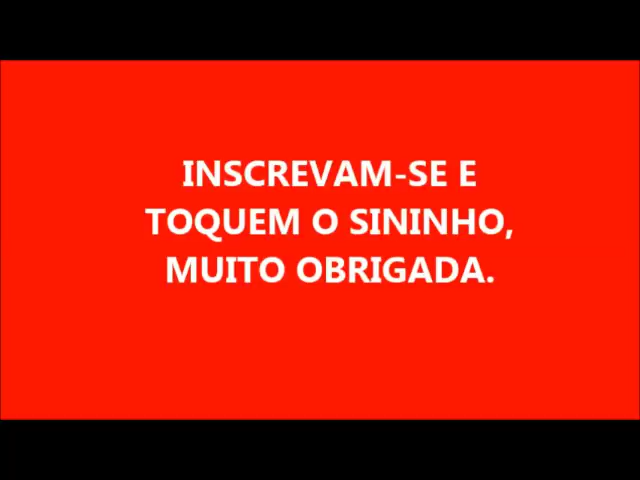 INSCREVAM-SE E
TOQUEM O SININHO,
MUITO OBRIGADA.